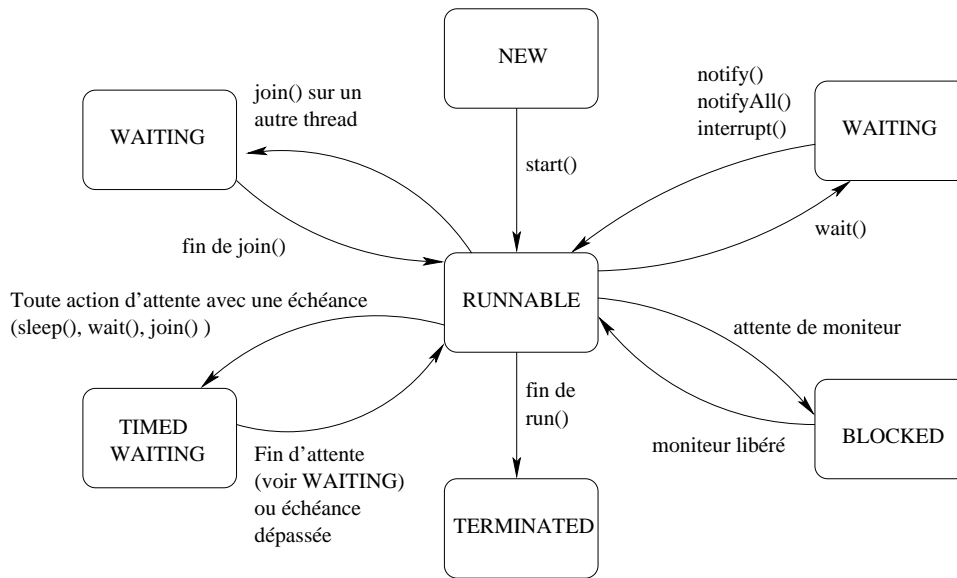 NEW
join() sur un
autre thread
notify()
notifyAll()
interrupt()
WAITING
WAITING
start()
fin de join()
wait()
RUNNABLE
Toute action d'attente avec une échéance
(sleep(), wait(), join() )
attente de moniteur
fin de
run()
TIMED
WAITING
Fin d'attente
(voir WAITING)
ou échéance
dépassée
moniteur libéré
BLOCKED
TERMINATED